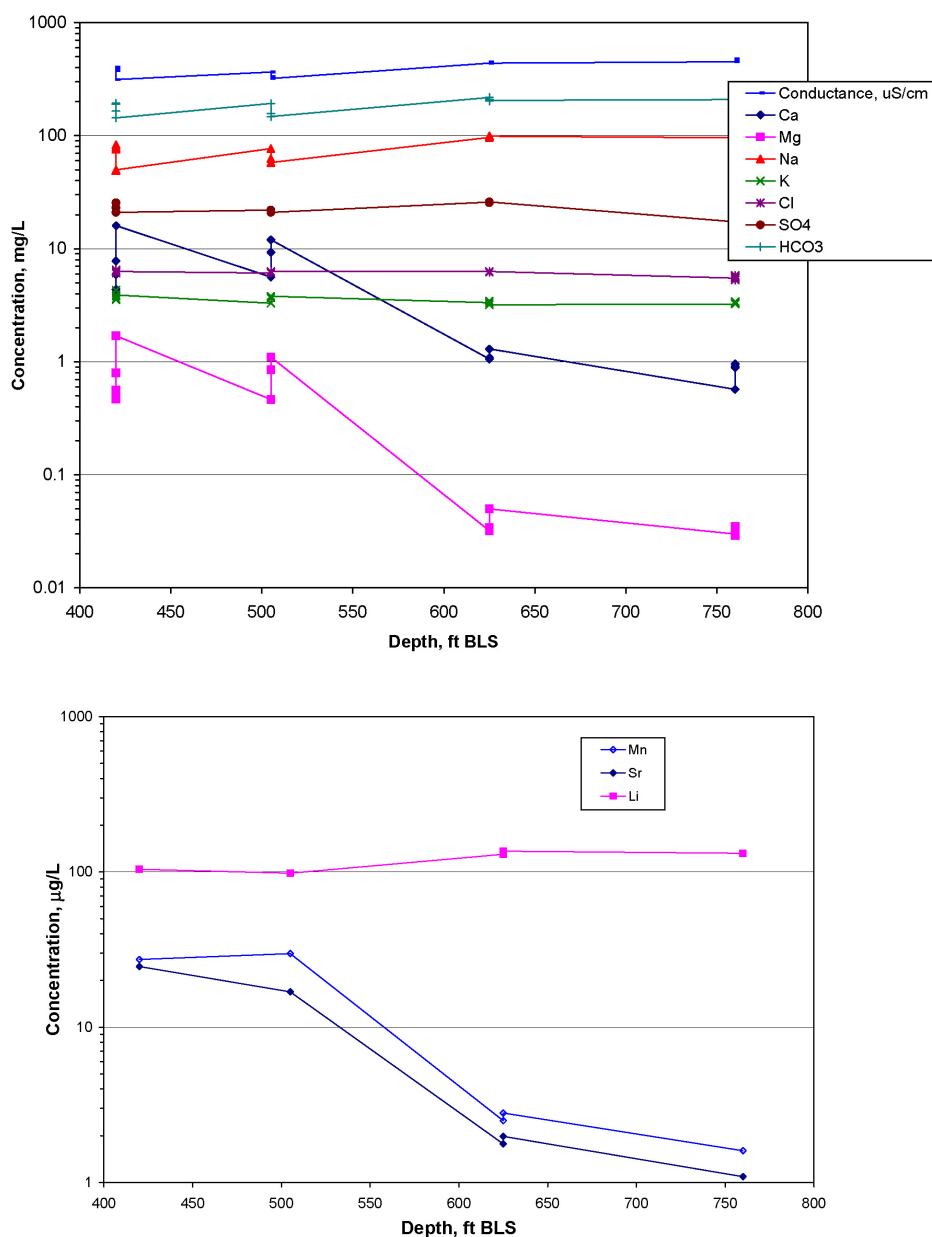 1000
100
10
1
0.1
0.01
Concentration, mg/L
400 450 500 550 600 650 700 750 800
Depth, ft BLS
Conductance, uS/cm
Ca
Mg
Na
K
Cl
SO4
HCO3
1000
100
10
1
Concentration, µg/L
400 450 500 550 600 650 700 750 800
Depth, ft BLS
Mn
Sr
Li